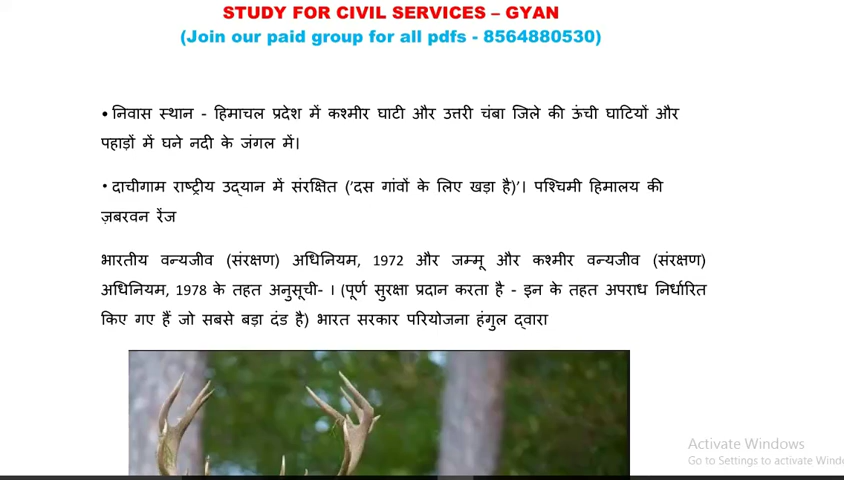 STUDY FOR CIVIL SERVICES – GYAN
(Join our paid group for all pdfs - 8564880530)
• निवास स्थान - हिमाचल प्रदेश में कश्मीर घाटी और उत्तरी चंबा जिले की ऊंची घाटियों और
पहाड़ों में घने नदी के जंगल में।
• दाचीगाम राष्ट्रीय उद्यान में संरक्षित ('दस गांवों के लिए खड़ा है)'। पश्चिमी हिमालय की
ज़बरवन रेंज
भारतीय वन्यजीव (संरक्षण) अधिनियम, 1972 और जम्मू और कश्मीर वन्यजीव (संरक्षण)
अधिनियम, 1978 के तहत अनुसूची- । (पूर्ण सुरक्षा प्रदान करता है - इन के तहत अपराध निर्धारित
किए गए हैं जो सबसे बड़ा दंड है) भारत सरकार परियोजना हंगुल द्वारा
Activate Windows
Go to Settings to activate Wind